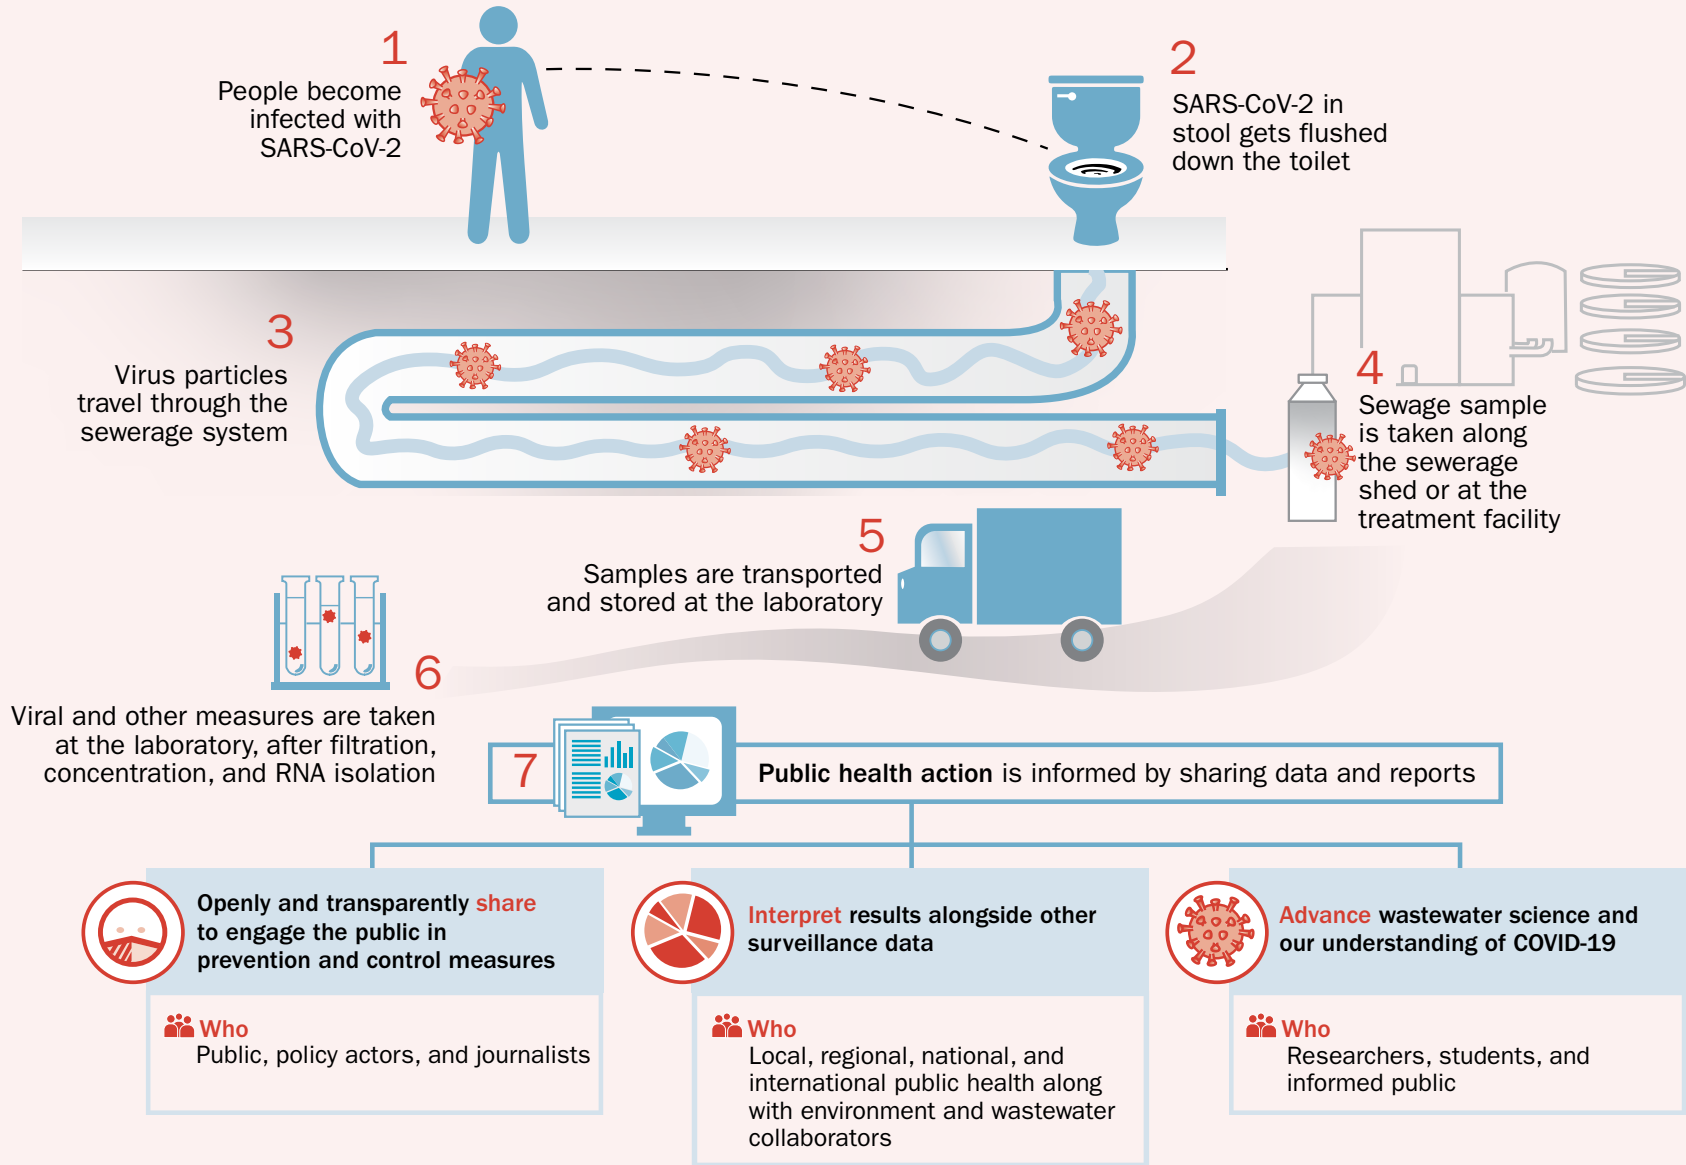 1
People become
infected with
SARS-CoV-2
2
SARS-CoV-2 in
stool gets flushed
down the toilet
3
Virus particles
travel through the
sewerage system
4
Sewage sample
is taken along
the sewerage
shed or at the
treatment facility
5
Samples are transported
and stored at the laboratory
6
Viral and other measures are taken
at the laboratory, after filtration,
concentration, and RNA isolation
7
Public health action is informed by sharing data and reports
Openly and transparently share
to engage the public in
prevention and control measures
Who
Public, policy actors, and journalists
Interpret results alongside other
surveillance data
Who
Local, regional, national, and
international public health along
with environment and wastewater
collaborators
Advance wastewater science and
our understanding of COVID-19
Who
Researchers, students, and
informed public